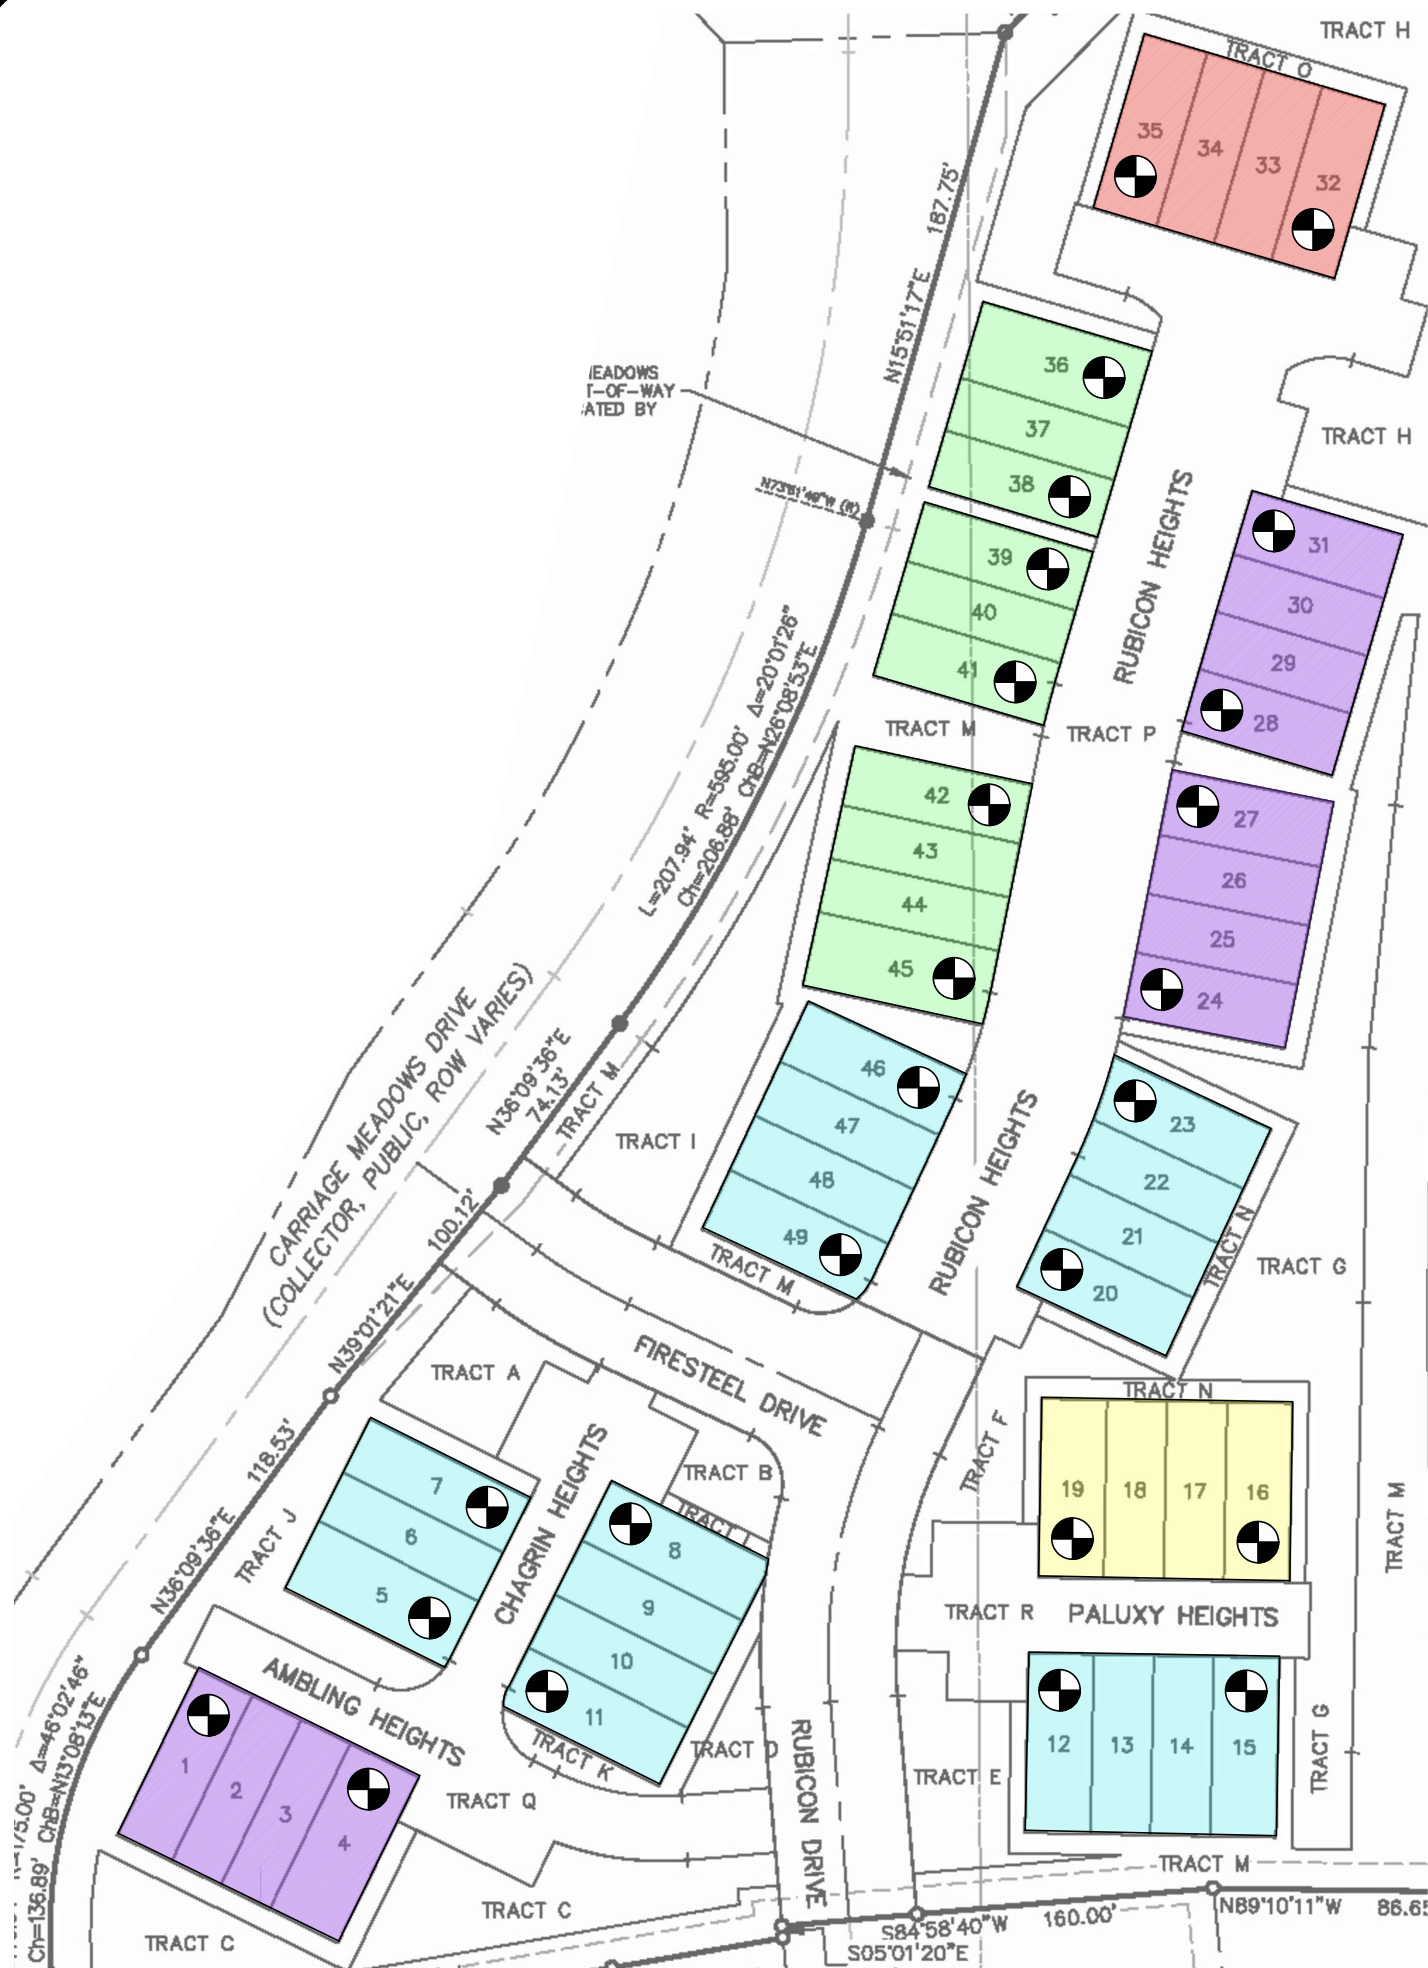 TRACT H
TRACT O
35
34
33
32
187.75'
N15°51'17"E
EADOWS
T-OF-WAY
ATED BY
N73°51'49"W (R)
36
37
38
TRACT H
39
40
41
RUBICON HEIGHTS
31
30
29
28
L=207.94' R=595.00' Δ=20°01'26"
Ch=206.88' ChB=N26°08'53"E
TRACT M
TRACT P
42
43
44
45
27
26
25
24
CARRIAGE MEADOWS DRIVE
(COLLECTOR, PUBLIC, ROW VARIES)
N36°09'36"E
74.13'
TRACT M
TRACT I
46
47
48
49
TRACT M
RUBICON HEIGHTS
23
22
21
20
TRACT N
TRACT G
100.12'
N39°01'21"E
FIRESTEEL DRIVE
TRACT A
TRACT B
TRACT F
TRACT N
19
18
17
16
118.53'
N36°09'36"E
TRACT J
7
6
5
CHAGRIN HEIGHTS
TRACT L
8
9
10
11
TRACT M
TRACT R
PALUXY HEIGHTS
AMBLING HEIGHTS
TRACT K
TRACT D
1
2
3
4
TRACT Q
RUBICON DRIVE
TRACT E
12
13
14
15
TRACT G
175.00' Δ=46°02'46"
Ch=136.89' ChB=N13°08'13"E
TRACT C
TRACT C
TRACT M
S84°58'40"W
160.00'
N89°10'11"W
86.65
S05°01'20"E